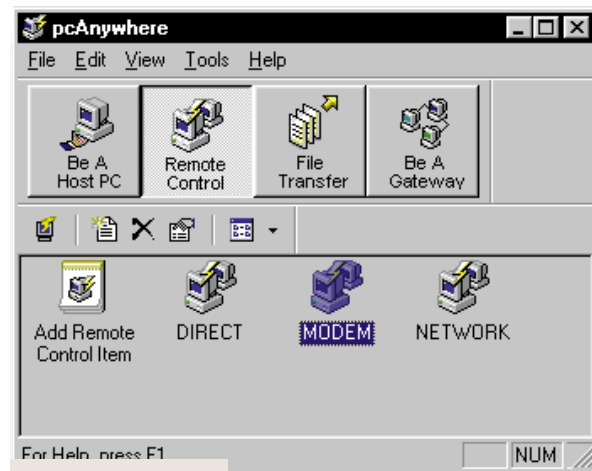 pcAnywhere
File Edit View Tools Help
Be A
Host PC
Remote
Control
File
Transfer
Be A
Gateway
Add Remote
Control Item
DIRECT
MODEM
NETWORK
For Help, press F1
NUM